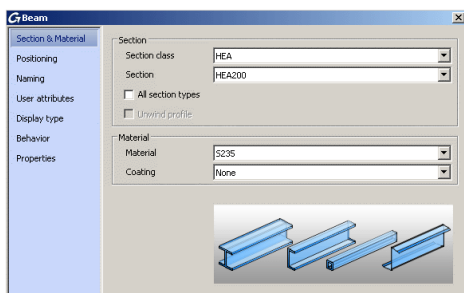 Beam
Section & Material
Positioning
Naming
User attributes
Display type
Behavior
Properties
Section
Section class HEA
Section HEA200
All section types
Unwind profile
Material
Material S235
Coating None